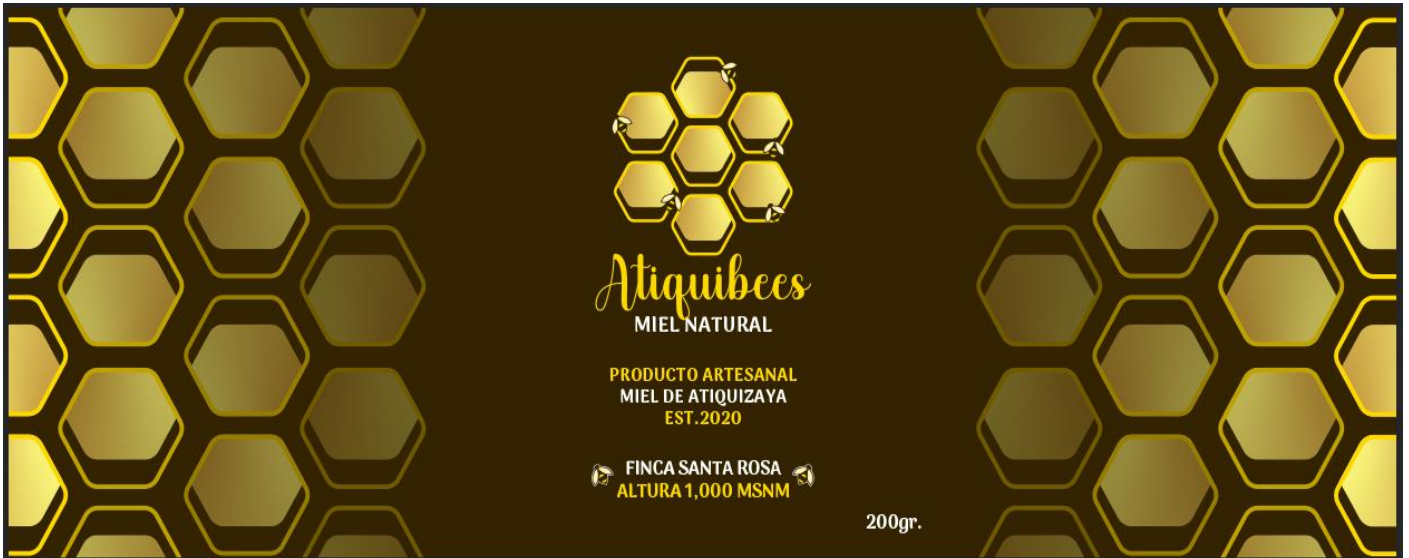 Atiquibees
MIEL NATURAL
PRODUCTO ARTESANAL
MIEL DE ATIQUIZAYA
EST.2020
FINCA SANTA ROSA
ALTURA 1,000 MSNM
200gr.